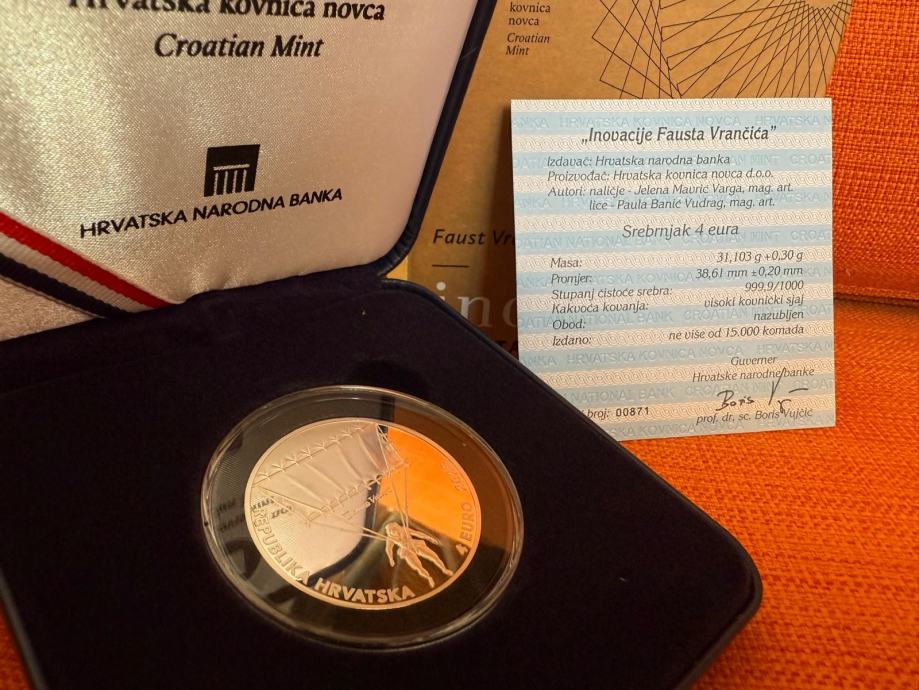 Hrvatska kovnica novca
Croatian Mint
HRVATSKA NARODNA BANKA
kovnica
novca
Croatian
Mint
Faust
„Inovacije Fausta Vrančića”
Izdavač: Hrvatska narodna banka
Proizvođač: Hrvatska kovnica novca d.o.o.
Autori: naličje - Jelena Mavrić Varga, mag. art.
lice - Paula Banić Vudrag, mag. art.
Srebrnjak 4 eura
Masa: 31,103 g +0,30 g
Promjer: 38,61 mm ±0,20 mm
Stupanj čistoće srebra: 999,9/1000
Kakvoća kovanja: visoki kovnički sjaj
Obod: nazubljen
Izdano: ne više od 15.000 komada
Guverner
Hrvatske narodne banke
broj: 00871
prof. dr. sc. Boris Vujčić
REPUBLIKA HRVATSKA
4 EURO